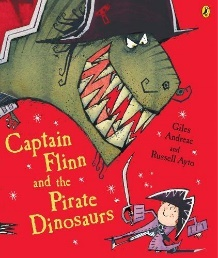 Giles
Andreae
and
Russell Ayto
Captain
Flinn
and the
Pirate
Dinosaurs